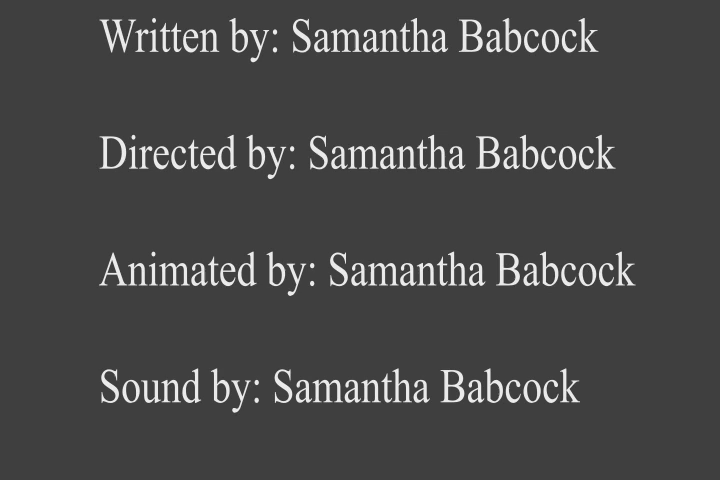 Written by: Samantha Babcock
Directed by: Samantha Babcock
Animated by: Samantha Babcock
Sound by: Samantha Babcock